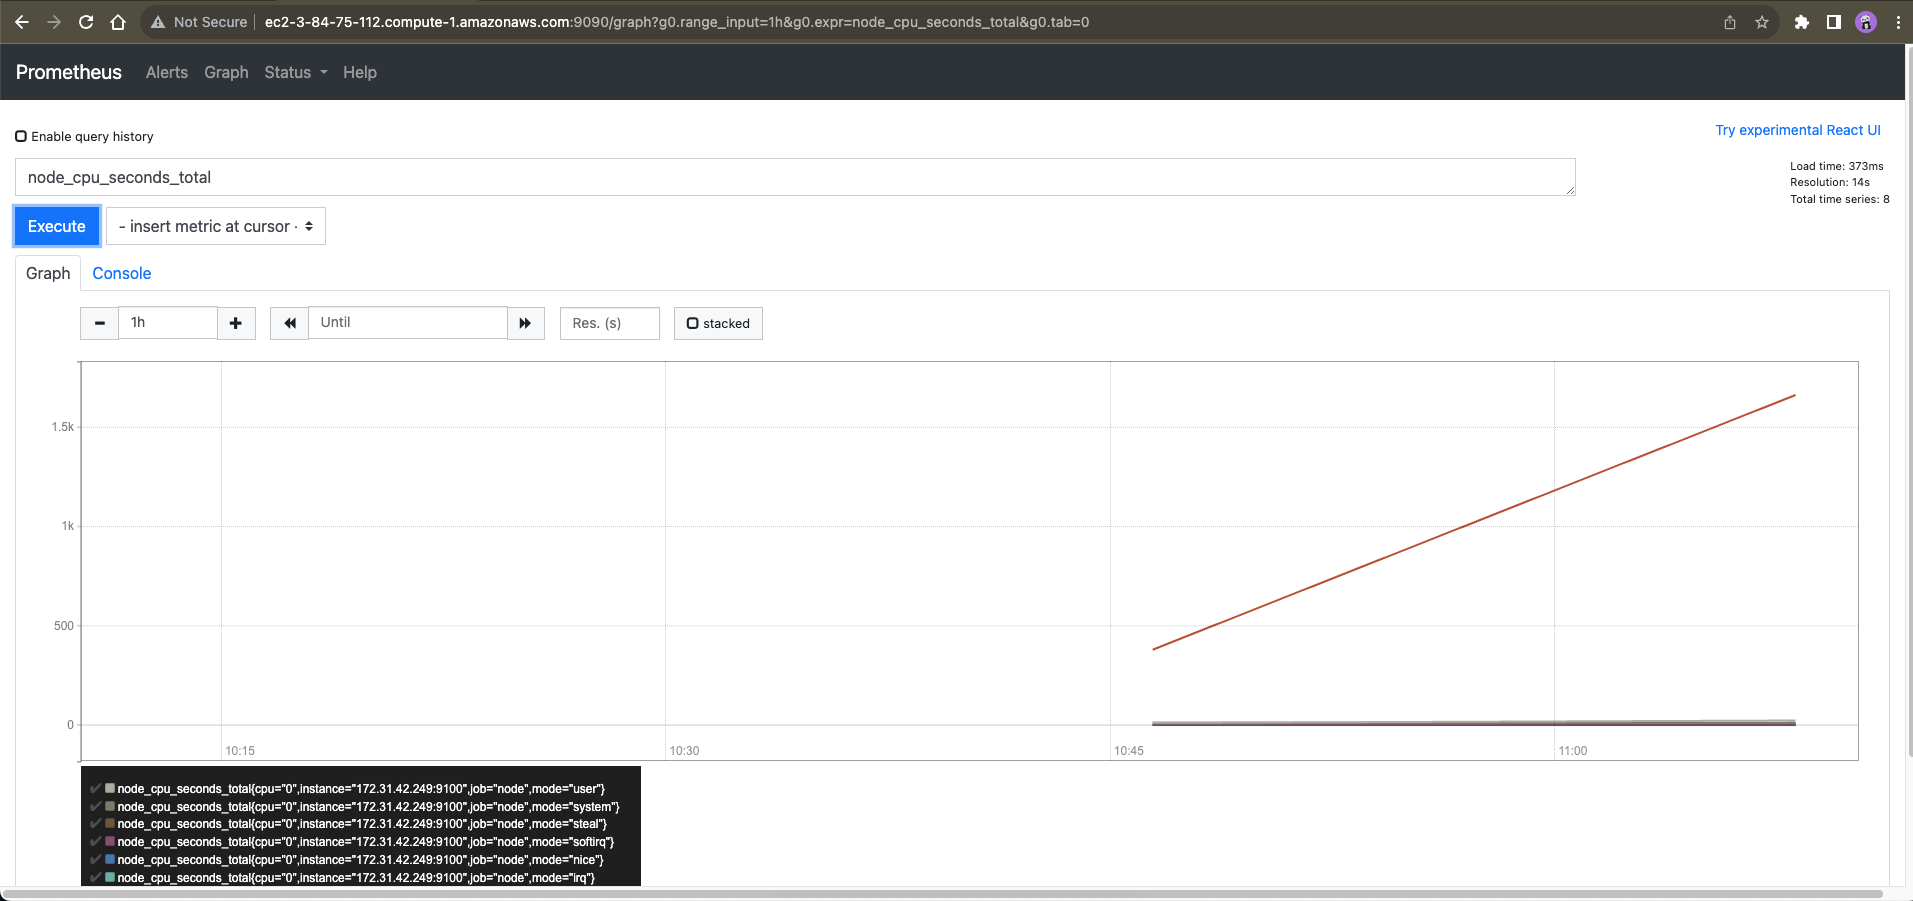 Not Secure ec2-3-84-75-112.compute-1.amazonaws.com:9090/graph?g0.range_input=1h&g0.expr=node_cpu_seconds_total&g0.tab=0
Prometheus Alerts Graph Status Help
Enable query history
Try experimental React UI
node_cpu_seconds_total
Load time: 373ms
Resolution: 14s
Total time series: 8
Execute - insert metric at cursor -
Graph Console
1h Until Res. (s) stacked
1.5k
1k
500
0
10:15 10:30 10:45 11:00
node_cpu_seconds_total{cpu="0",instance="172.31.42.249:9100",job="node",mode="user"}
node_cpu_seconds_total{cpu="0",instance="172.31.42.249:9100",job="node",mode="system"}
node_cpu_seconds_total{cpu="0",instance="172.31.42.249:9100",job="node",mode="steal"}
node_cpu_seconds_total{cpu="0",instance="172.31.42.249:9100",job="node",mode="softirq"}
node_cpu_seconds_total{cpu="0",instance="172.31.42.249:9100",job="node",mode="nice"}
node_cpu_seconds_total{cpu="0",instance="172.31.42.249:9100",job="node",mode="irq"}